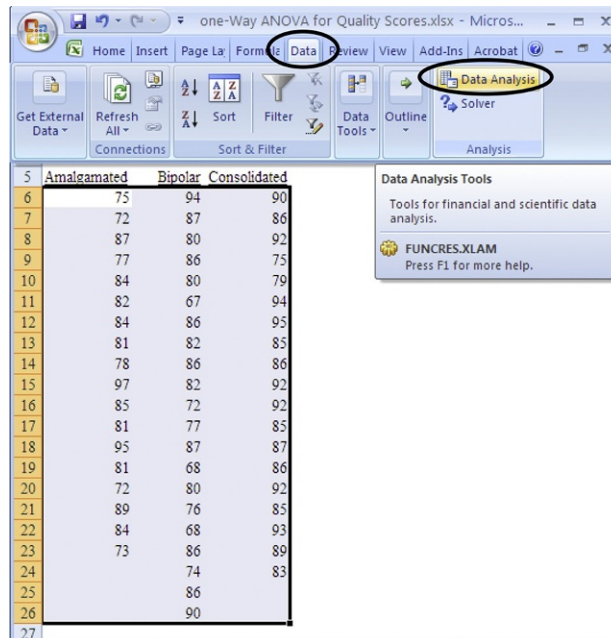 one-Way ANOVA for Quality Scores.xlsx - Micros...
Home Insert Page La Formula Data Review View Add-Ins Acrobat
Get External Data
Refresh All
Sort
Filter
Data Tools
Outline
Data Analysis
Solver
Connections
Sort & Filter
Analysis
Data Analysis Tools
Tools for financial and scientific data
analysis.
FUNCRES.XLAM
Press F1 for more help.
5 Amalgamated Bipolar Consolidated
6 75 94 90
7 72 87 86
8 87 80 92
9 77 86 75
10 84 80 79
11 82 67 94
12 84 86 95
13 81 82 85
14 78 86 86
15 97 82 92
16 85 72 92
17 81 77 85
18 95 87 87
19 81 68 86
20 72 80 92
21 89 76 85
22 84 68 93
23 73 86 89
24 74 83
25 86
26 90
27